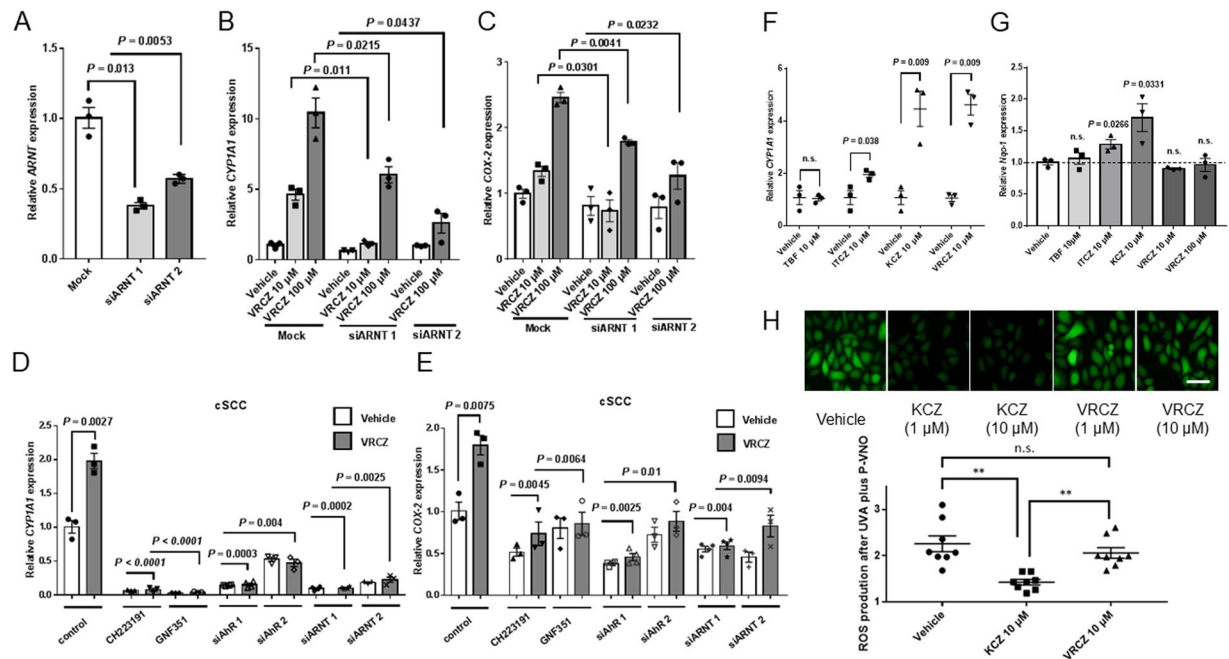 A
P = 0.0053
P = 0.013
Relative ARNT expression
1.5
1.0
0.5
0.0
Mock
siARNT 1
siARNT 2
B
P = 0.0437
P = 0.0215
P = 0.011
Relative CYP1A1 expression
15
10
5
0
Vehicle
VRCZ 10 μM
VRCZ 100 μM
Vehicle
VRCZ 10 μM
VRCZ 100 μM
Vehicle
VRCZ 100 μM
Mock
siARNT 1
siARNT 2
C
P = 0.0232
P = 0.0041
P = 0.0301
Relative COX-2 expression
3
2
1
0
Vehicle
VRCZ 10 μM
VRCZ 100 μM
Vehicle
VRCZ 10 μM
VRCZ 100 μM
Vehicle
VRCZ 100 μM
Mock
siARNT 1
siARNT 2
F
P = 0.009
P = 0.009
P = 0.038
n.s.
Relative CYP1A1 expression
6
4
2
0
Vehicle
TBF 10 μM
Vehicle
ITCZ 10 μM
Vehicle
KCZ 10 μM
Vehicle
VRCZ 10 μM
G
P = 0.0331
P = 0.0266
n.s.
n.s.
n.s.
Relative Nqo-1 expression
2.5
2.0
1.5
1.0
0.5
0.0
Vehicle
TBF 10μM
ITCZ 10 μM
KCZ 10 μM
VRCZ 10 μM
VRCZ 100 μM
D
cSCC
P = 0.0027
Vehicle
VRCZ
P = 0.0025
P = 0.0002
P = 0.004
P < 0.0001
P < 0.0001
P = 0.0003
Relative CYP1A1 expression
2.5
2.0
1.5
1.0
0.5
0.0
control
CH223191
GNF351
siAhR 1
siAhR 2
siARNT 1
siARNT 2
E
cSCC
P = 0.0075
Vehicle
VRCZ
P = 0.0064
P = 0.01
P = 0.0094
P = 0.0045
P = 0.0025
P = 0.004
Relative COX-2 expression
2.0
1.5
1.0
0.5
0.0
control
CH223191
GNF351
siAhR 1
siAhR 2
siARNT 1
siARNT 2
H
Vehicle
KCZ
(1 μM)
KCZ
(10 μM)
VRCZ
(1 μM)
VRCZ
(10 μM)
n.s.
**
**
ROS prodution after UVA plus P-VNO
3
2
1
Vehicle
KCZ 10 μM
VRCZ 10 μM